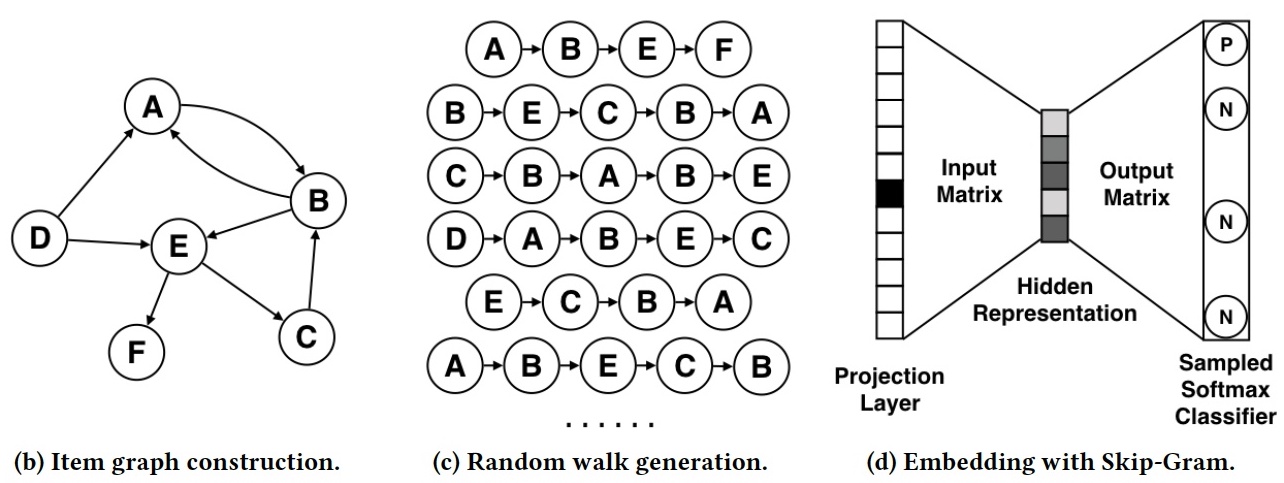 A
B
D
E
F
C
(b) Item graph construction.
A B E F
B E C B A
C B A B E
D A B E C
E C B A
A B E C B
......
(c) Random walk generation.
Input
Matrix
Output
Matrix
Hidden
Representation
Projection
Layer
P
N
N
N
Sampled
Softmax
Classifier
(d) Embedding with Skip-Gram.